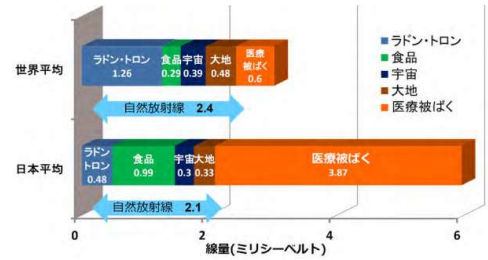 世界平均
ラドン・トロン
1.26
食品
0.29
宇宙
0.39
大地
0.48
医療
被ばく
0.6
自然放射線 2.4
ラドン・トロン
食品
宇宙
大地
医療被ばく
日本平均
ラドン
トロン
0.48
食品
0.99
宇宙
0.3
大地
0.33
医療被ばく
3.87
自然放射線 2.1
0 2 4 6
線量(ミリシーベルト)